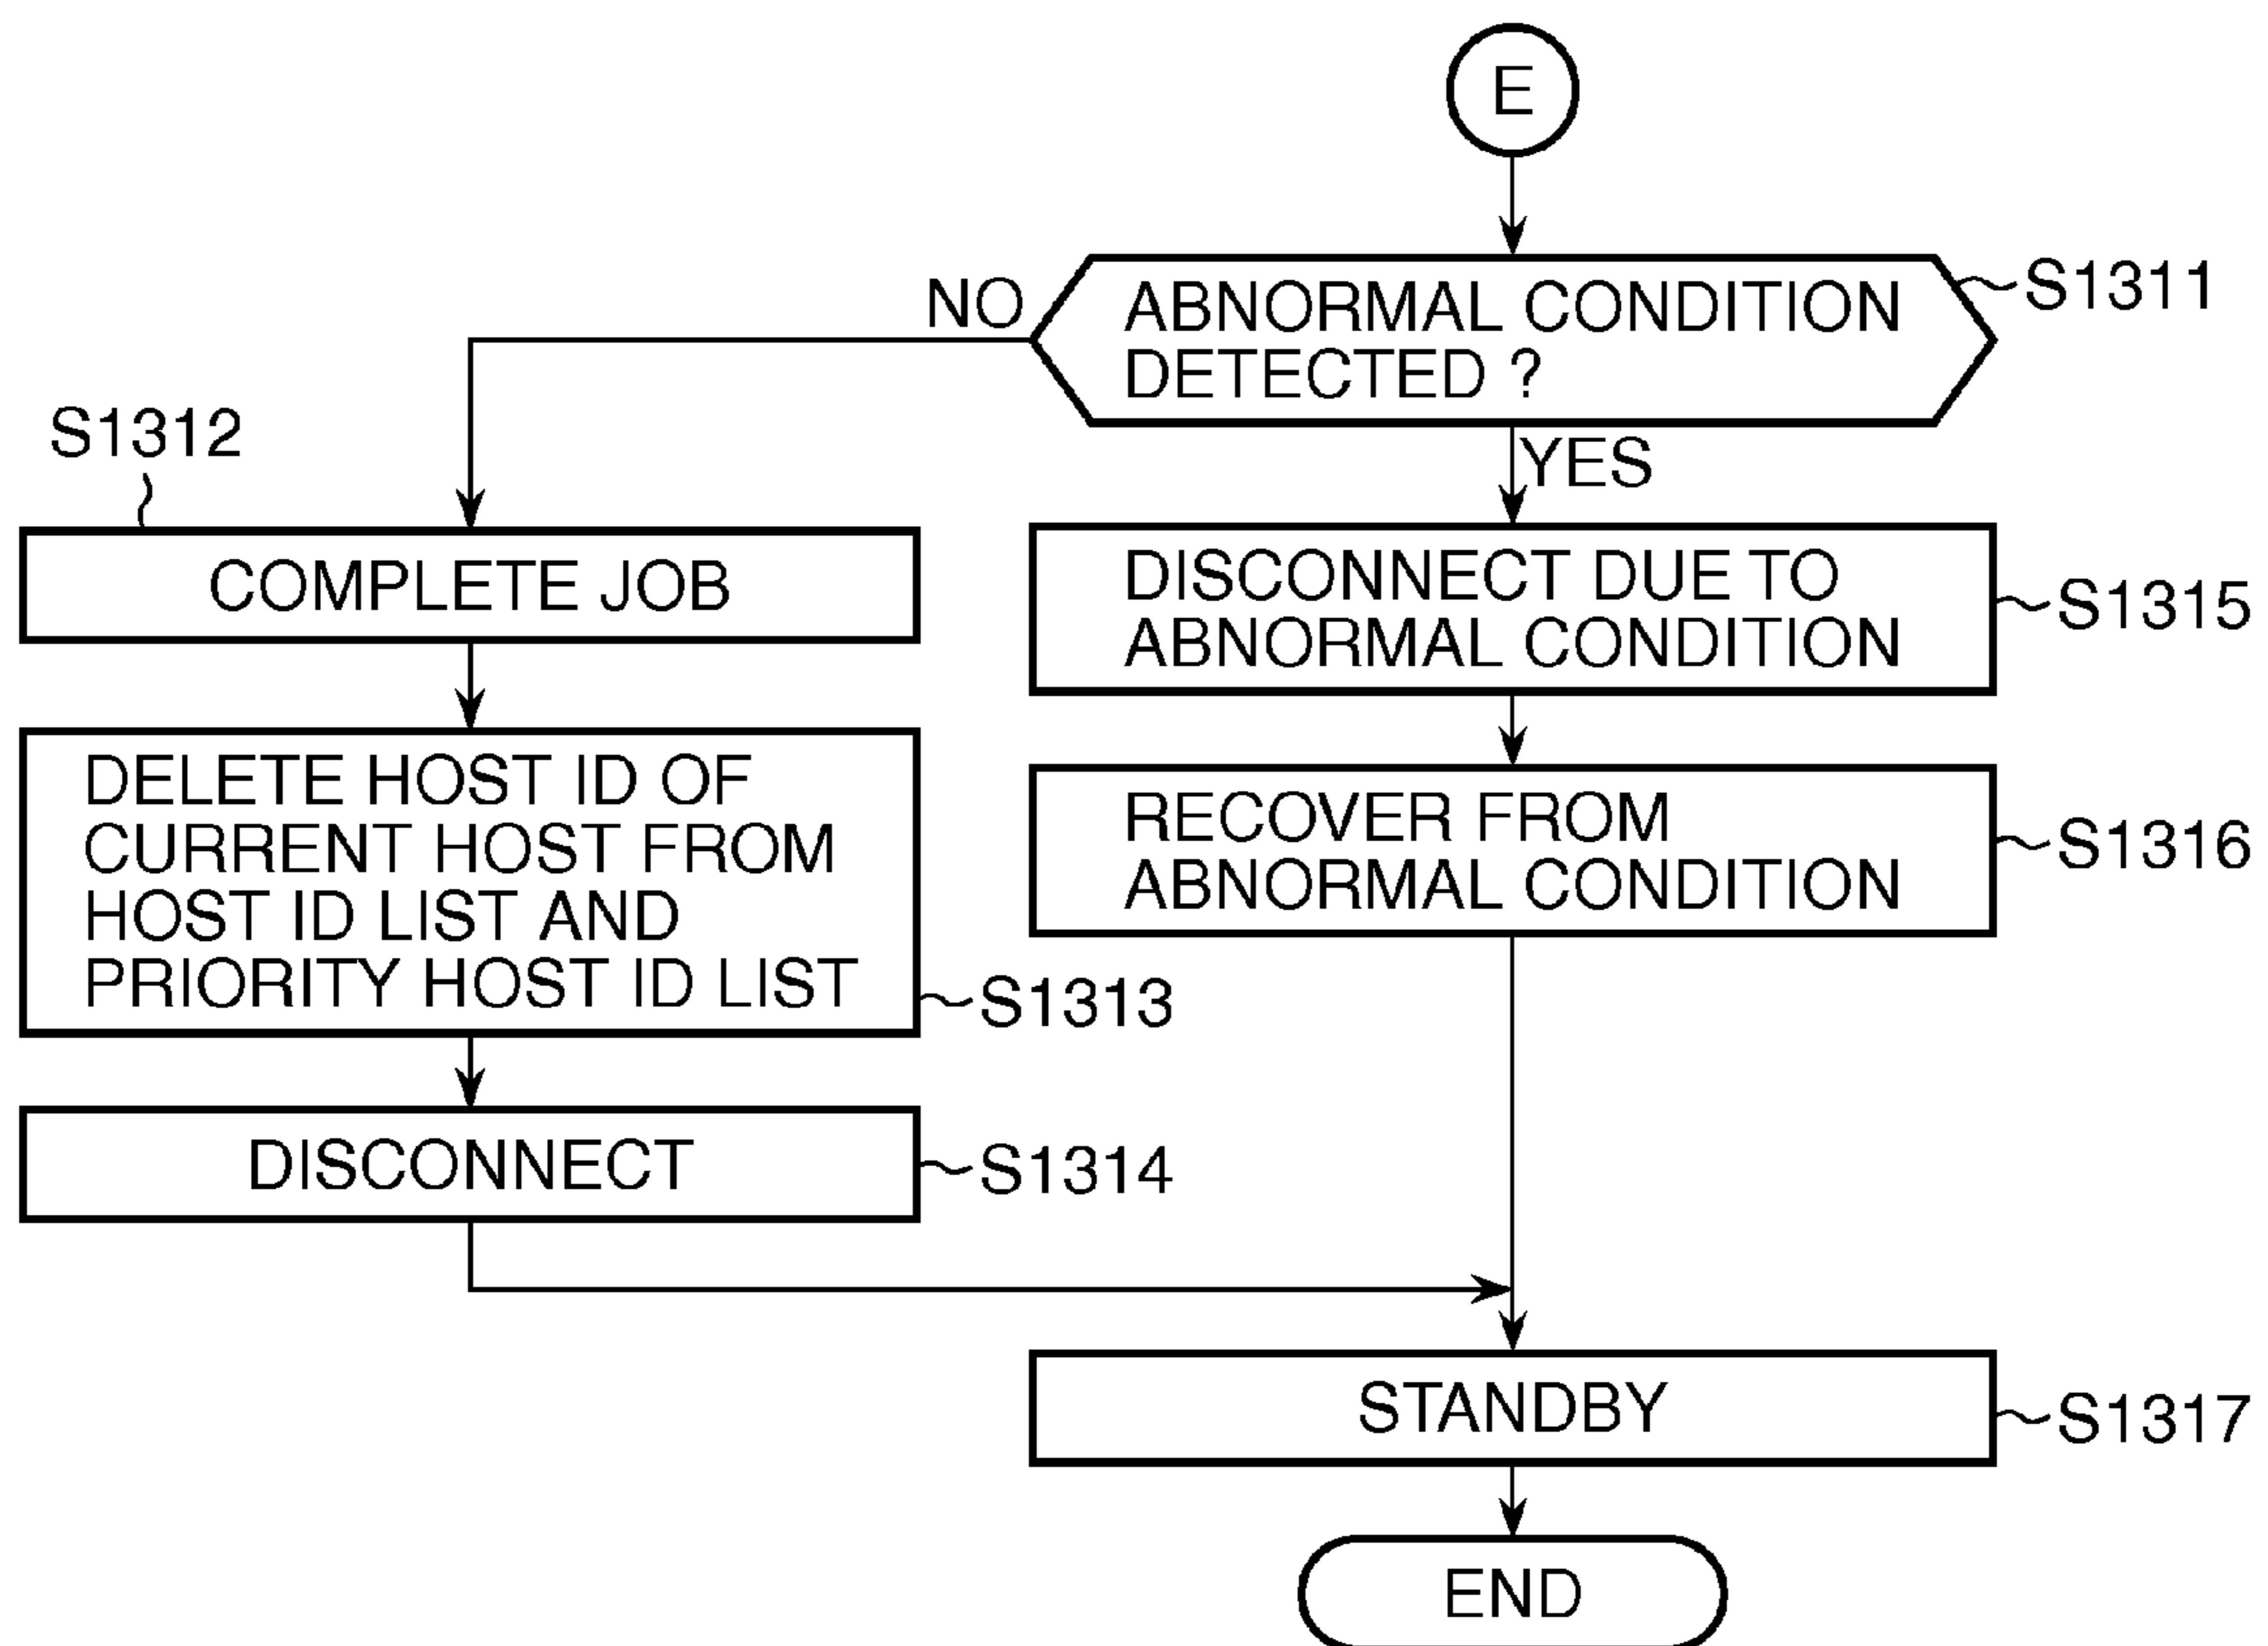 E
ABNORMAL CONDITION
DETECTED ?
S1311
NO
YES
S1312
COMPLETE JOB
DELETE HOST ID OF
CURRENT HOST FROM
HOST ID LIST AND
PRIORITY HOST ID LIST
S1313
DISCONNECT
S1314
DISCONNECT DUE TO
ABNORMAL CONDITION
S1315
RECOVER FROM
ABNORMAL CONDITION
S1316
STANDBY
S1317
END